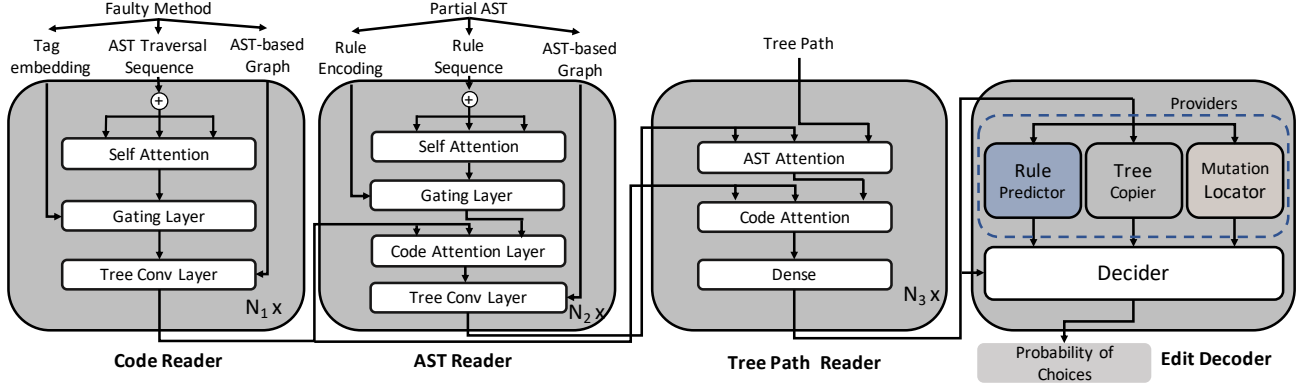 Faulty Method
Tag
embedding
AST Traversal
Sequence
AST-based
Graph
+
Self Attention
Gating Layer
Tree Conv Layer
N1 x
Code Reader
Partial AST
Rule
Encoding
Rule
Sequence
AST-based
Graph
+
Self Attention
Gating Layer
Code Attention Layer
Tree Conv Layer
N2 x
AST Reader
Tree Path
AST Attention
Code Attention
Dense
N3 x
Tree Path Reader
Providers
Rule
Predictor
Tree
Copier
Mutation
Locator
Decider
Probability of
Choices
Edit Decoder